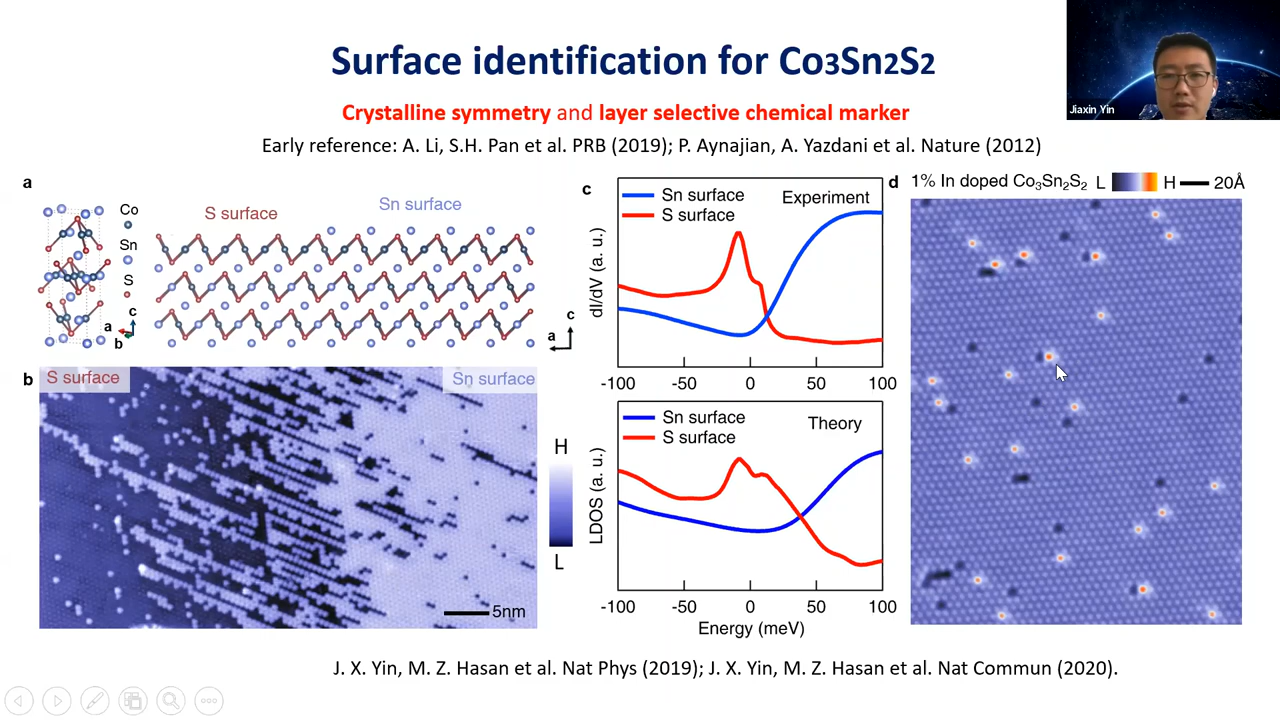 Surface identification for Co3Sn2S2
Jiaxin Yin
Crystalline symmetry and layer selective chemical marker
Early reference: A. Li, S.H. Pan et al. PRB (2019); P. Aynajian, A. Yazdani et al. Nature (2012)
a
Co
Sn
S
c
a
b
S surface
Sn surface
c
a
b
S surface
Sn surface
5nm
H
L
c
Sn surface
S surface
Experiment
dI/dV (a. u.)
-100 -50 0 50 100
Sn surface
S surface
Theory
LDOS (a. u.)
-100 -50 0 50 100
Energy (meV)
d
1% In doped Co₃Sn₂S₂ L H 20Å
J. X. Yin, M. Z. Hasan et al. Nat Phys (2019); J. X. Yin, M. Z. Hasan et al. Nat Commun (2020).